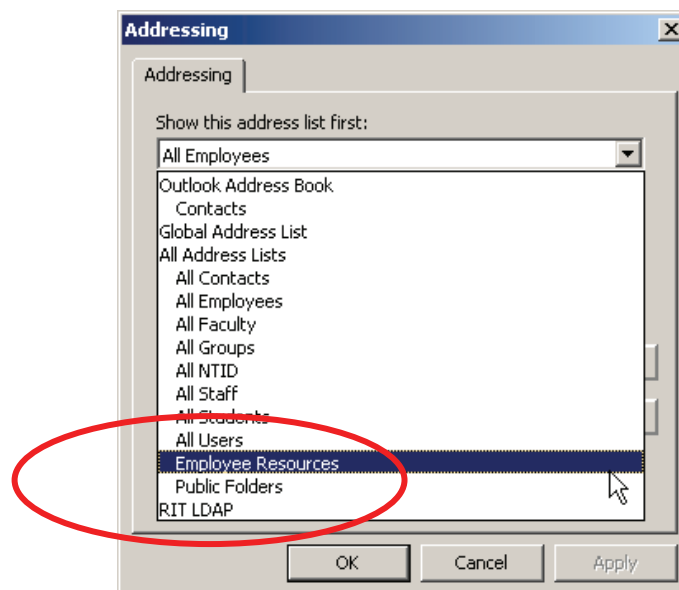 Addressing
Addressing
Show this address list first:
All Employees
Outlook Address Book
Contacts
Global Address List
All Address Lists
All Contacts
All Employees
All Faculty
All Groups
All NTID
All Staff
All Students
All Users
Employee Resources
Public Folders
RIT LDAP
OK Cancel Apply